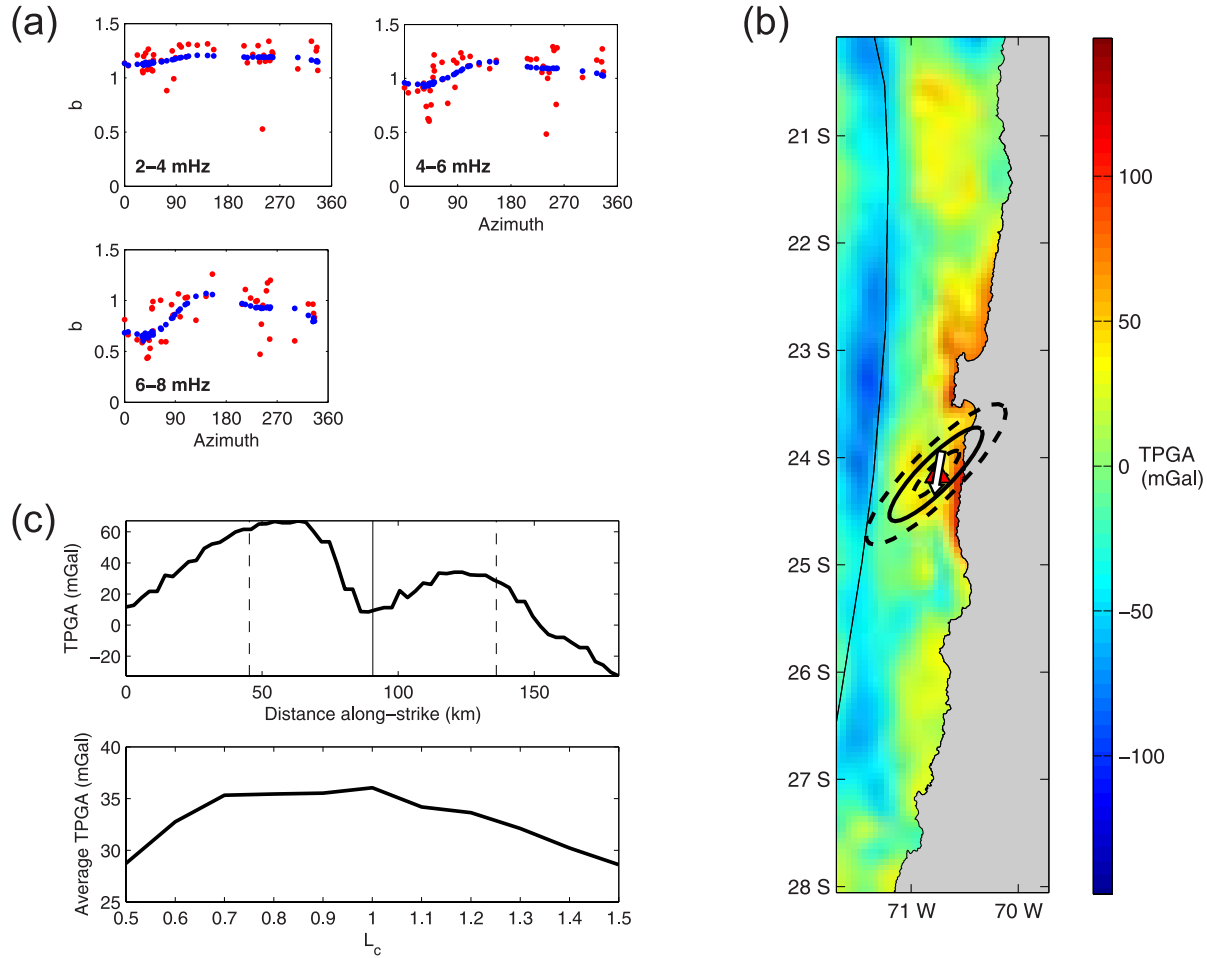 (a)
1.5
1
0.5
0
b
2–4 mHz
0 90 180 270 360
Azimuth
1.5
1
0.5
0
4–6 mHz
0 90 180 270 360
Azimuth
1.5
1
0.5
0
b
6–8 mHz
0 90 180 270 360
Azimuth
(b)
21 S
22 S
23 S
24 S
25 S
26 S
27 S
28 S
71 W 70 W
100
50
0
−50
−100
TPGA
(mGal)
(c)
60
40
20
0
−20
TPGA (mGal)
0 50 100 150
Distance along−strike (km)
40
35
30
25
Average TPGA (mGal)
0.5 0.6 0.7 0.8 0.9 1 1.1 1.2 1.3 1.4 1.5
L_c